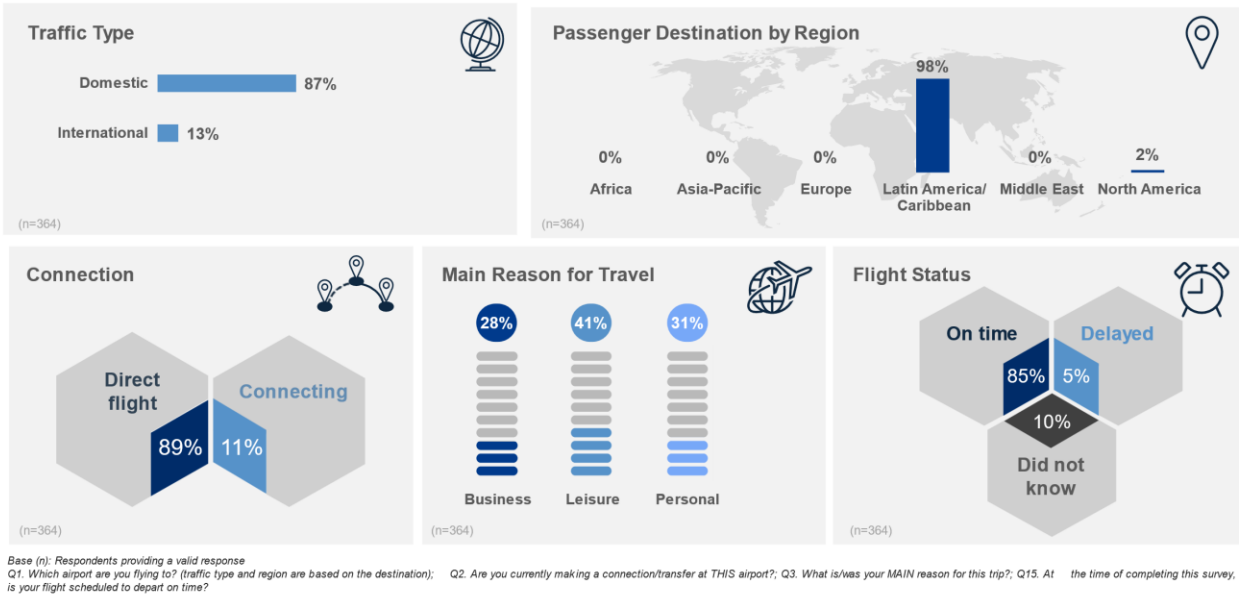 Traffic Type
Domestic 87%
International 13%
(n=364)
Passenger Destination by Region
98%
0% 0% 0% 0% 2%
Africa Asia-Pacific Europe Latin America/ Middle East North America
Caribbean
(n=364)
Connection
Direct
flight
Connecting
89% 11%
(n=364)
Main Reason for Travel
28% 41% 31%
Business Leisure Personal
(n=364)
Flight Status
On time Delayed
85% 5%
10%
Did not
know
(n=364)
Base (n): Respondents providing a valid response
Q1. Which airport are you flying to? (traffic type and region are based on the destination); Q2. Are you currently making a connection/transfer at THIS airport?; Q3. What is/was your MAIN reason for this trip?; Q15. At the time of completing this survey,
is your flight scheduled to depart on time?